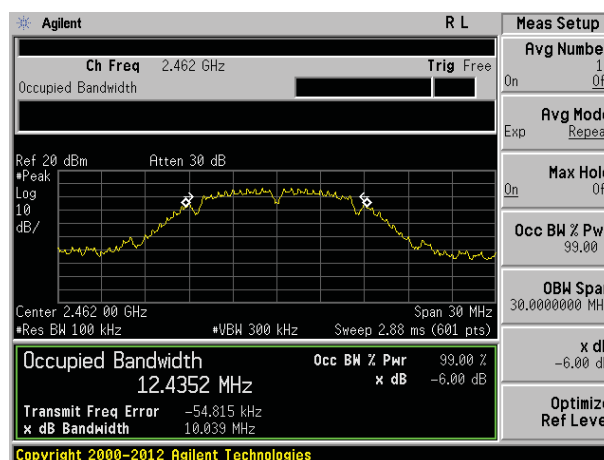 Agilent R L
Meas Setup
Ch Freq 2.462 GHz Trig Free
Occupied Bandwidth
Ref 20 dBm Atten 30 dB
#Peak
Log
10
dB/
Center 2.462 00 GHz Span 30 MHz
#Res BW 100 kHz #VBW 300 kHz Sweep 2.88 ms (601 pts)
Occupied Bandwidth
12.4352 MHz
Occ BW % Pwr 99.00 %
x dB -6.00 dB
Transmit Freq Error -54.815 kHz
x dB Bandwidth 10.039 MHz
Copyright 2000-2012 Agilent Technologies
Avg Numbe
1
On Of
Avg Mod
Exp Repea
Max Hol
On Of
Occ BW % Pw
99.00
OBW Spa
30.0000000 MH
x d
-6.00 d
Optimiz
Ref Leve